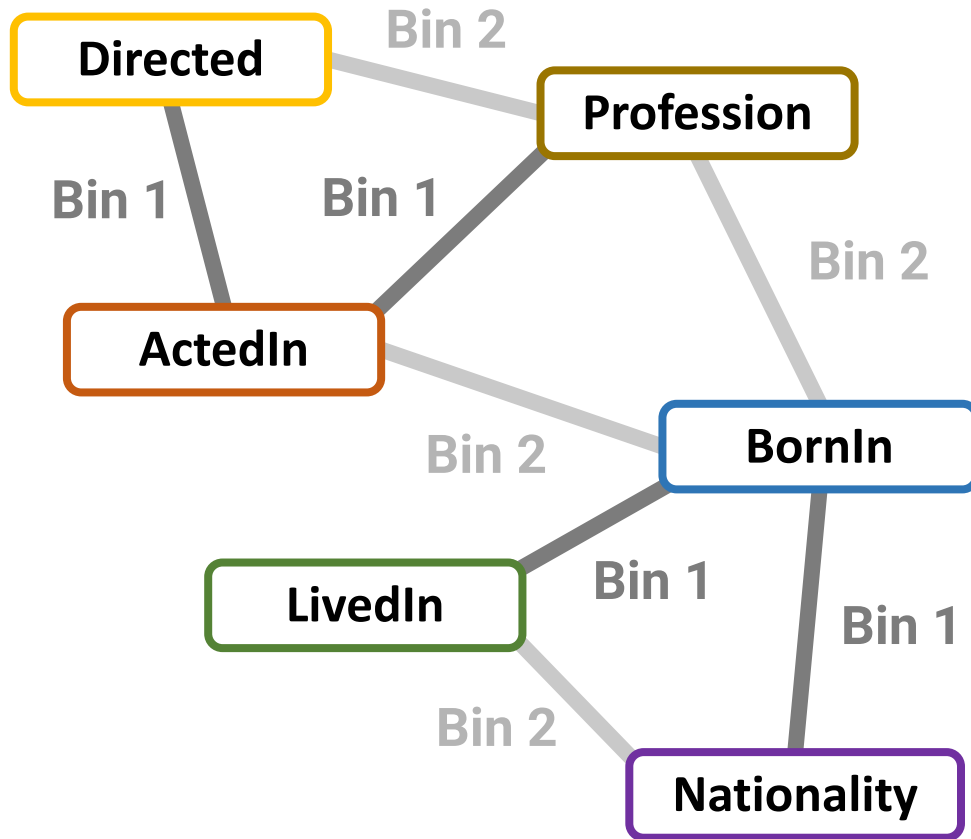 Bin 2
Directed
Profession
Bin 1
Bin 1
Bin 2
ActedIn
BornIn
Bin 2
Bin 1
LivedIn
Bin 1
Bin 2
Nationality